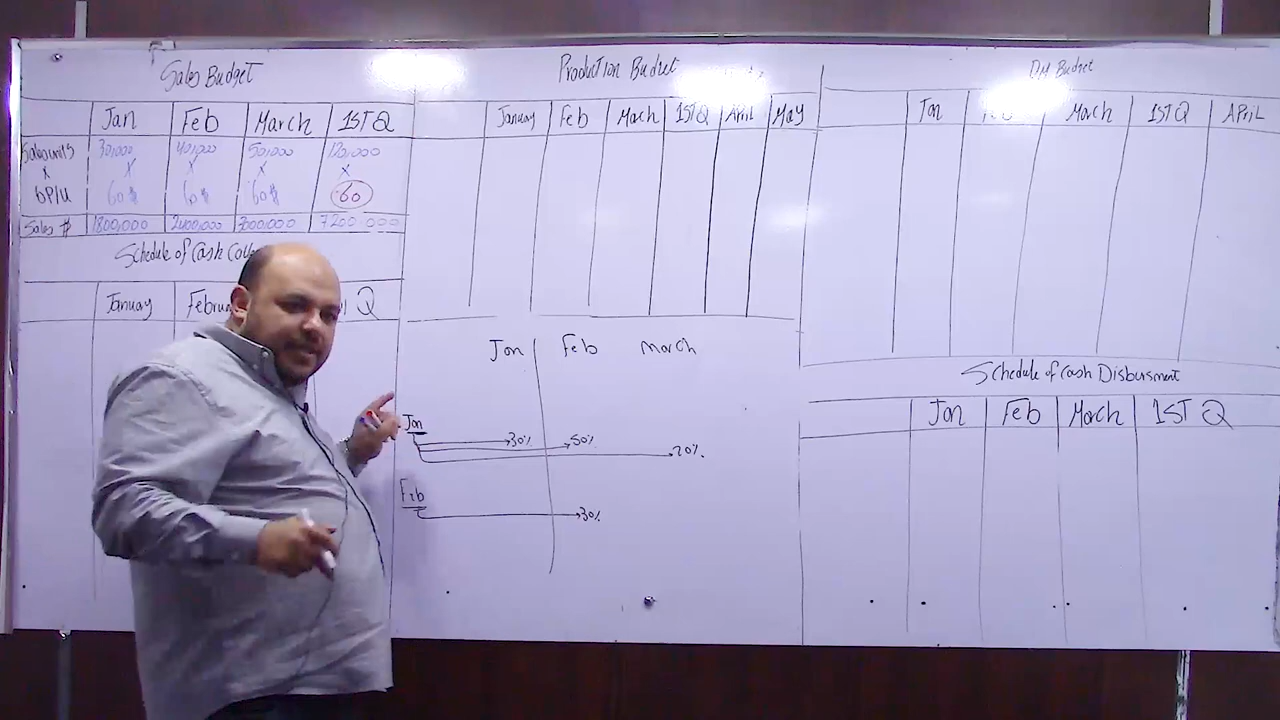 Sales Budget
Jan Feb March 1ST Q
Sales units 30,000 40,000 50,000 120,000
x x x x x
SP/U 60$ 60$ 60$ 60
Sales $ 1800,000 2400,000 3000,000 7200,000
Schedule of Cash
January 1 Q
Production Budget
January Feb March 1ST Q April May
Jan Feb March
Jan
30% 50% 20%
Feb
30%
DM Budget
Jan March 1ST Q April
Schedule of Cash Disbursment
Jan Feb March 1ST Q